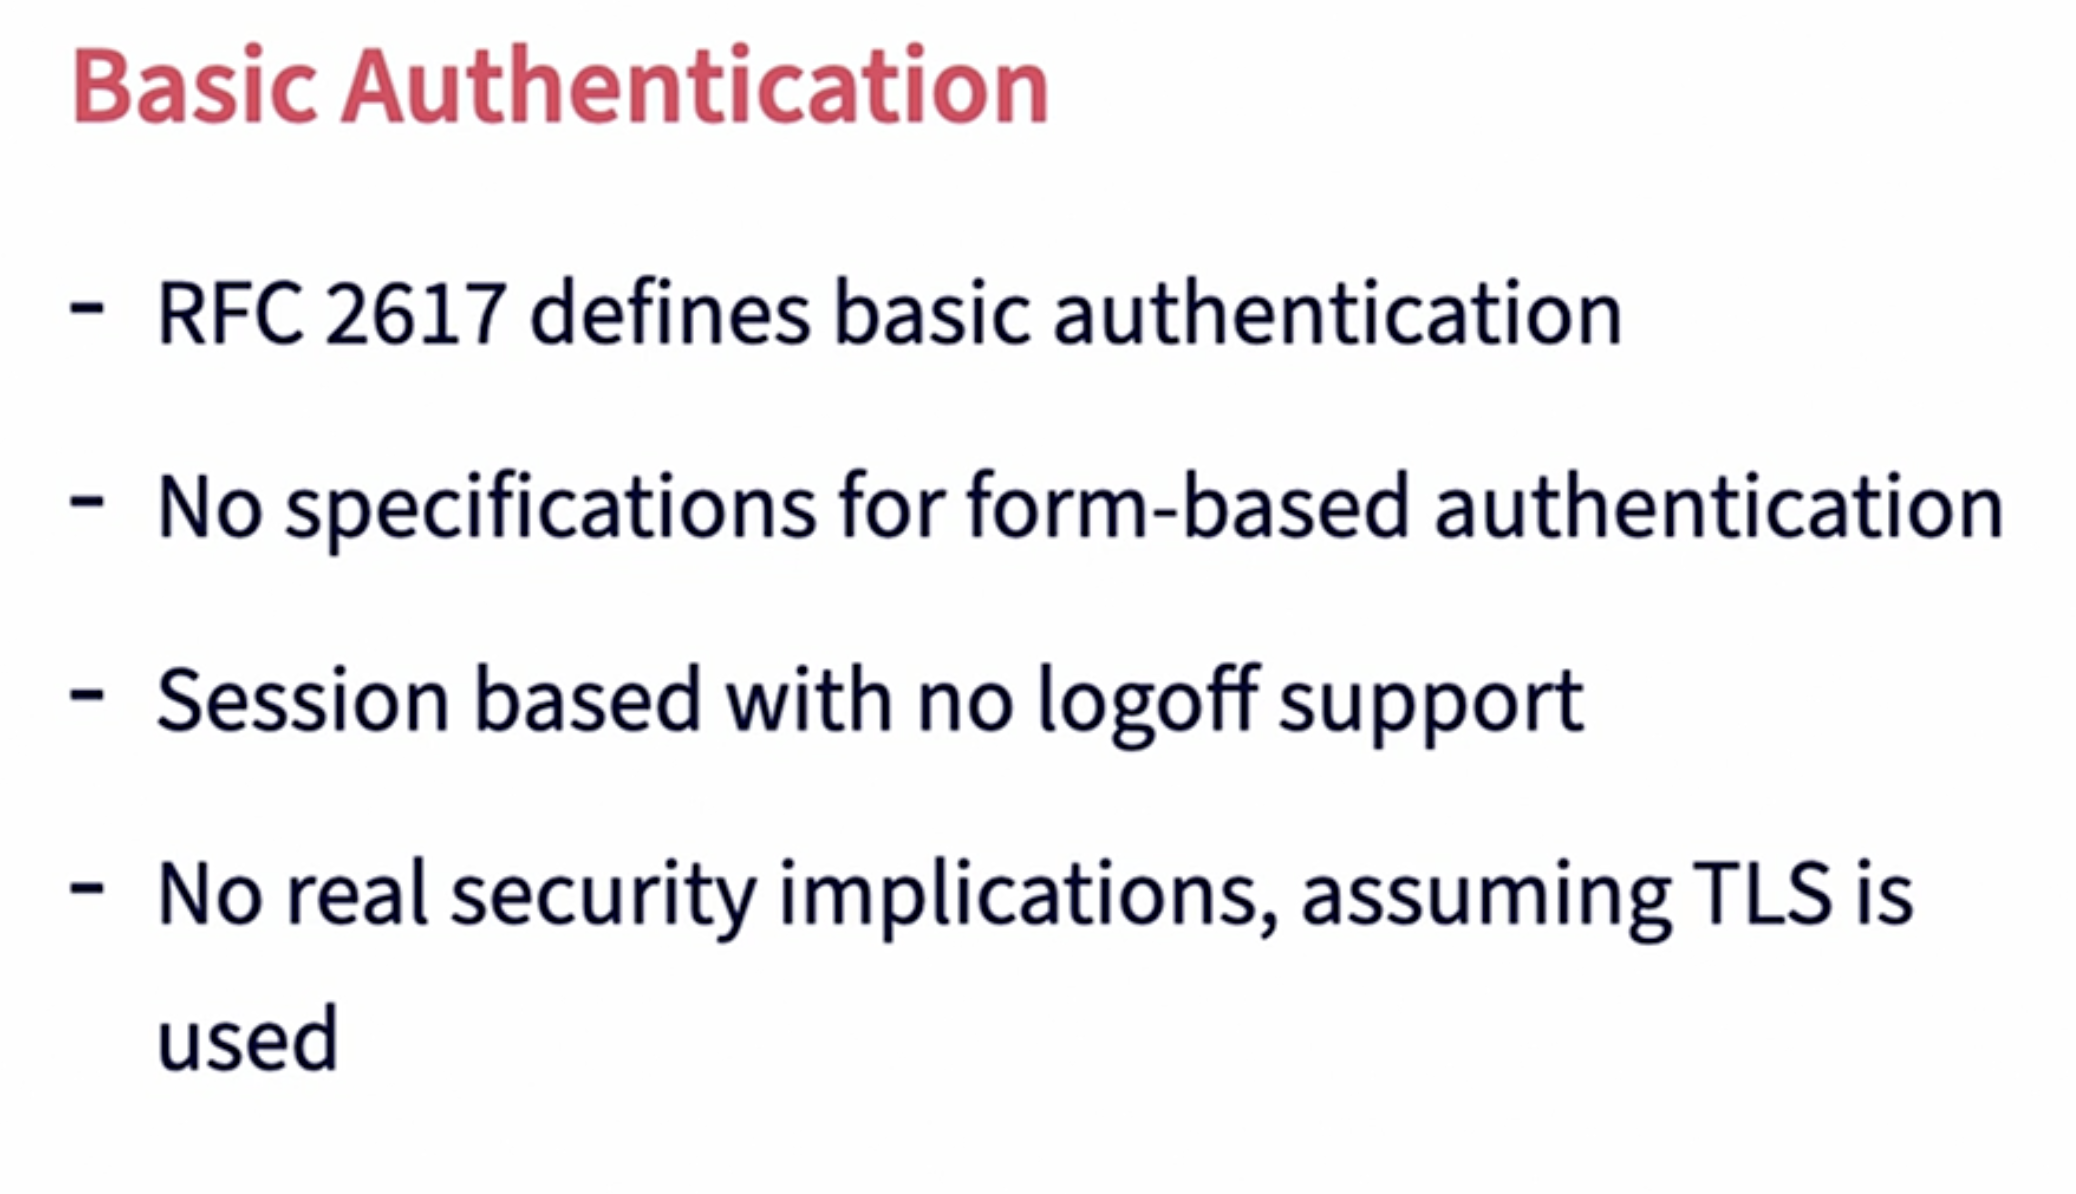 Basic Authentication
- RFC 2617 defines basic authentication
- No specifications for form-based authentication
- Session based with no logoff support
- No real security implications, assuming TLS is
used